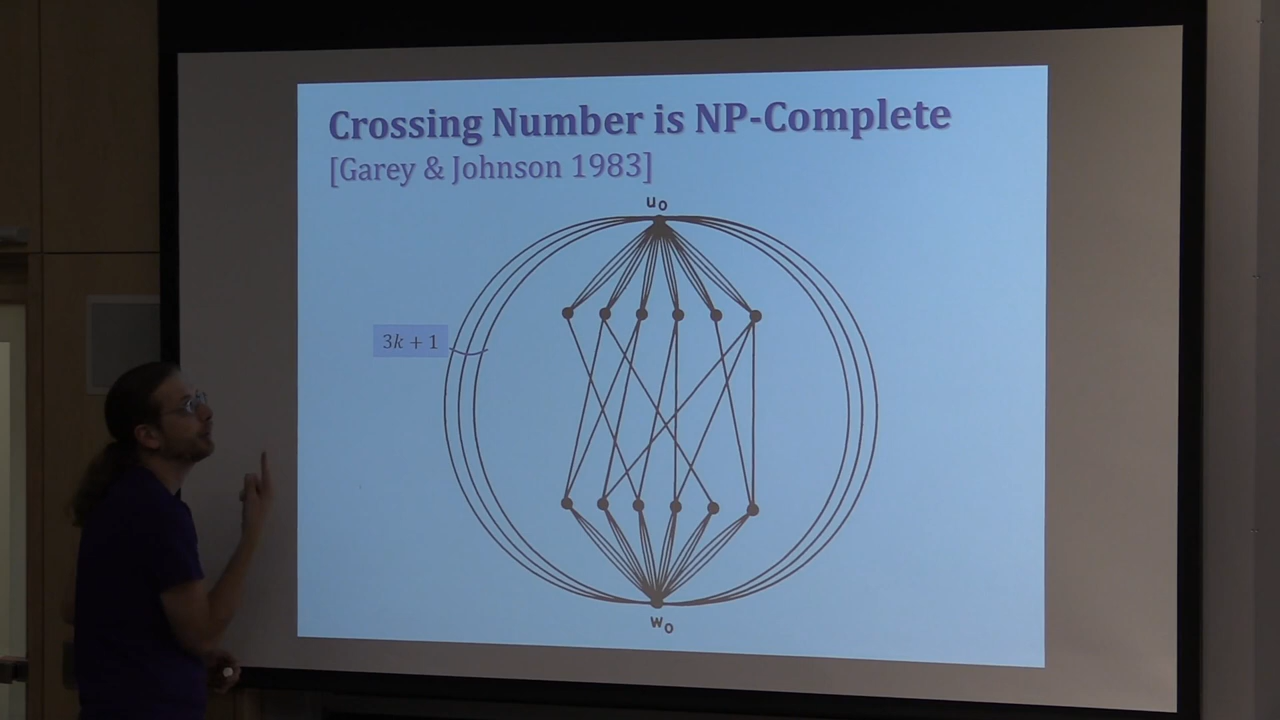 Crossing Number is NP-Complete
[Garey & Johnson 1983]
u₀
3k + 1
w₀